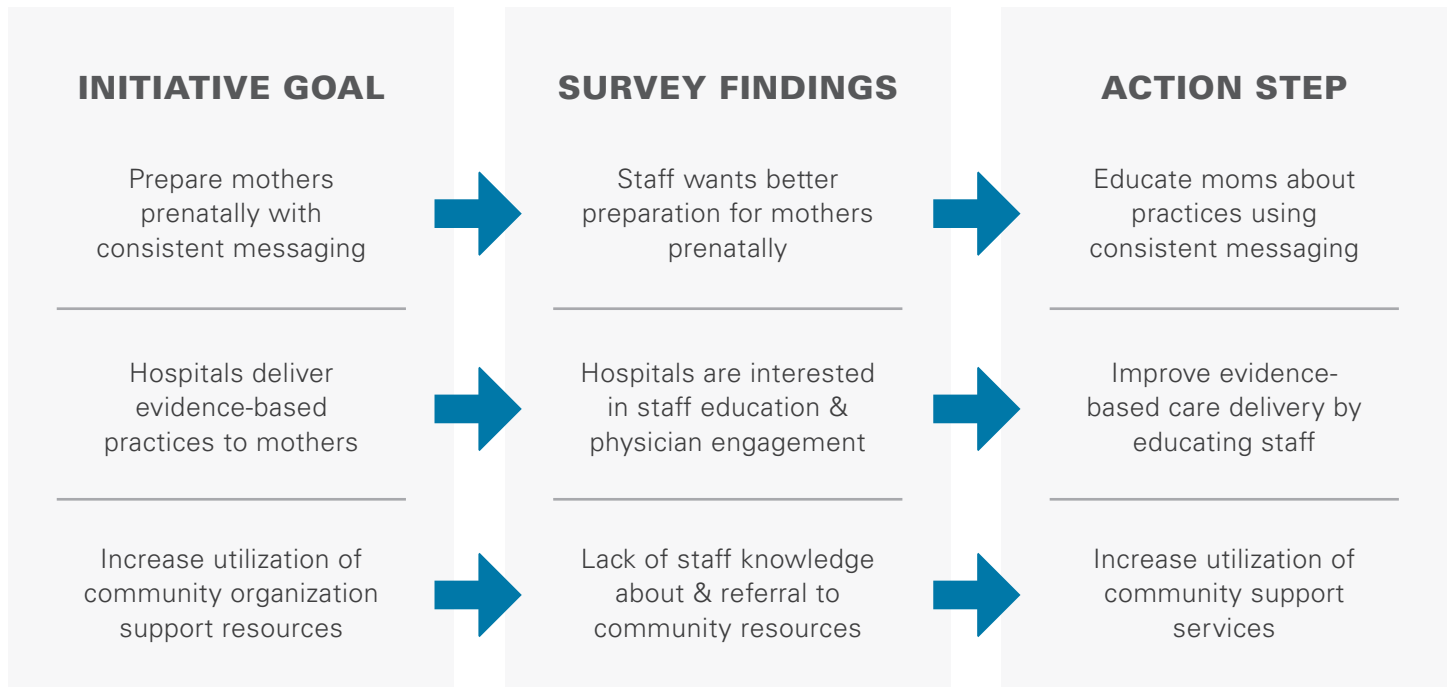 INITIATIVE GOAL
Prepare mothers
prenatally with
consistent messaging
Hospitals deliver
evidence-based
practices to mothers
Increase utilization of
community organization
support resources
SURVEY FINDINGS
Staff wants better
preparation for mothers
prenatally
Hospitals are interested
in staff education &
physician engagement
Lack of staff knowledge
about & referral to
community resources
ACTION STEP
Educate moms about
practices using
consistent messaging
Improve evidence-
based care delivery by
educating staff
Increase utilization of
community support
services